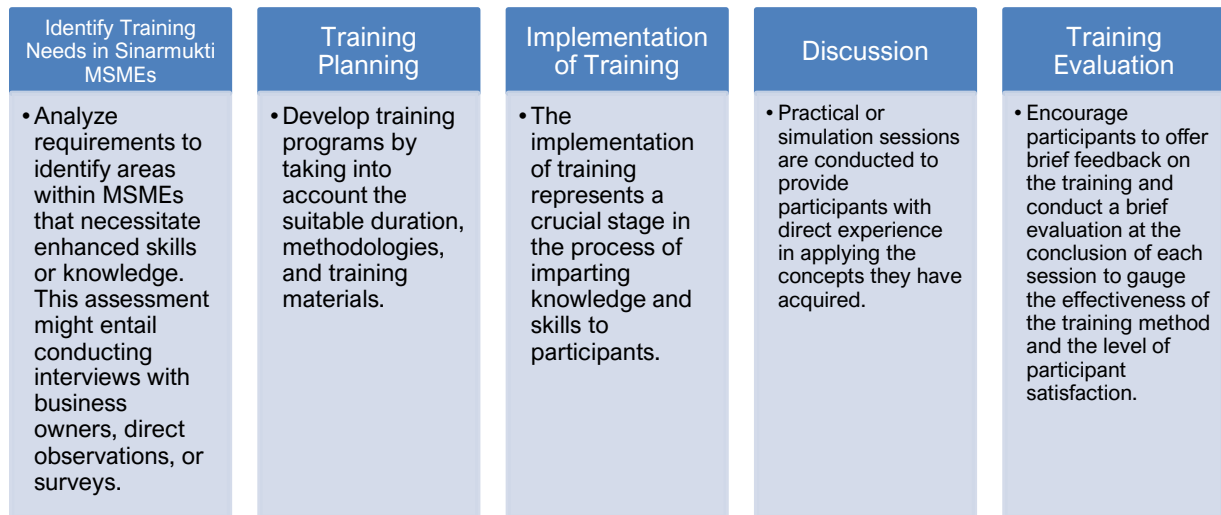 Identify Training
Needs in Sinarmukti
MSMEs
•Analyze
requirements to
identify areas
within MSMEs
that necessitate
enhanced skills
or knowledge.
This assessment
might entail
conducting
interviews with
business
owners, direct
observations, or
surveys.
Training
Planning
•Develop training
programs by
taking into
account the
suitable duration,
methodologies,
and training
materials.
Implementation
of Training
•The
implementation
of training
represents a
crucial stage in
the process of
imparting
knowledge and
skills to
participants.
Discussion
•Practical or
simulation sessions
are conducted to
provide
participants with
direct experience
in applying the
concepts they have
acquired.
Training
Evaluation
•Encourage
participants to offer
brief feedback on
the training and
conduct a brief
evaluation at the
conclusion of each
session to gauge
the effectiveness of
the training method
and the level of
participant
satisfaction.